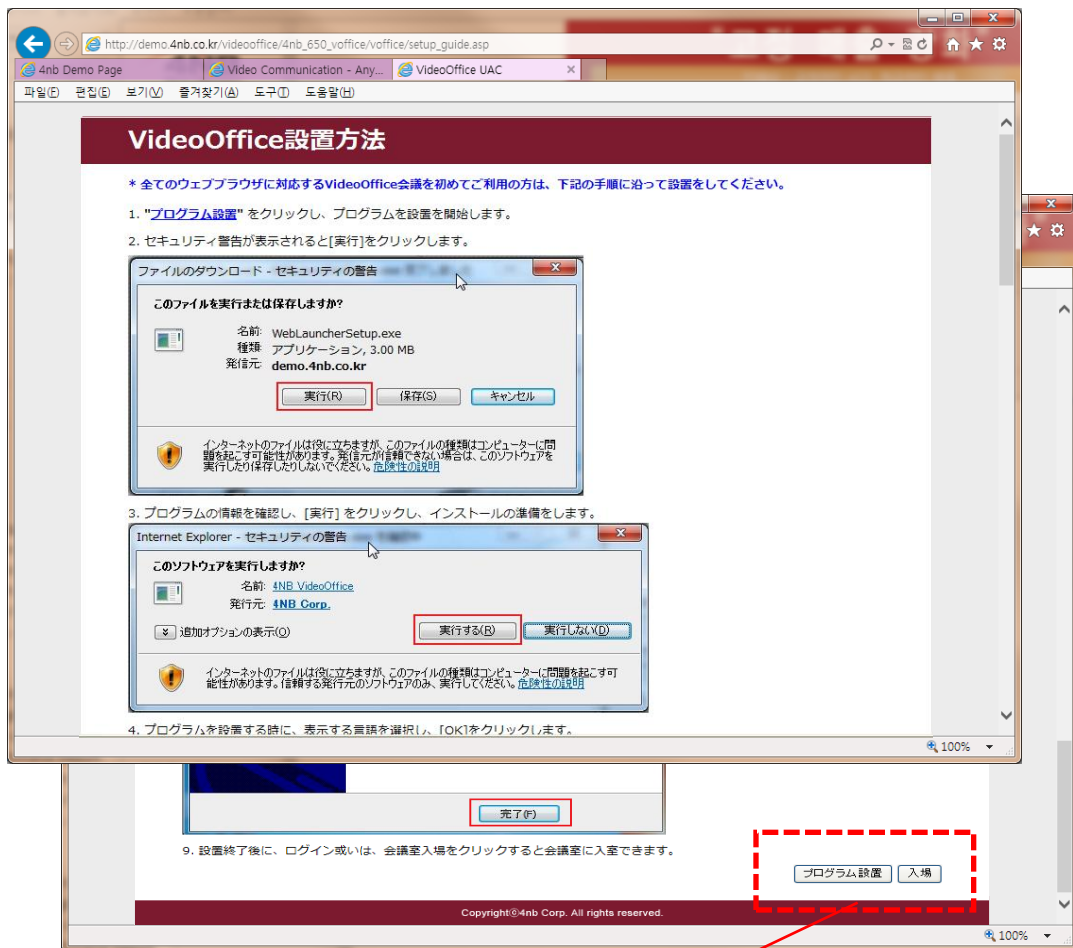 http://demo.4nb.co.kr/videooffice/4nb_650_voffice/voffice/setup_guide.asp
4nb Demo Page
Video Communication - Any...
VideoOffice UAC
파일(F) 편집(E) 보기(V) 즐겨찾기(A) 도구(T) 도움말(H)
VideoOffice設置方法
* 全てのウェブブラウザに対応するVideoOffice会議を初めてご利用の方は、下記の手順に沿って設置をしてください。
1. "プログラム設置" をクリックし、プログラムを設置を開始します。
2. セキュリティ警告が表示されると[実行]をクリックします。
ファイルのダウンロード - セキュリティの警告
このファイルを実行または保存しますか?
名前: WebLauncherSetup.exe
種類: アプリケーション, 3.00 MB
発信元: demo.4nb.co.kr
実行(R) 保存(S) キャンセル
インターネットのファイルは役に立ちますが、このファイルの種類はコンピューターに問
題を起こす可能性があります。発信元が信頼できない場合は、このソフトウェアを
実行したり保存したりしないでください。危険性の説明
3. プログラムの情報を確認し、[実行] をクリックし、インストールの準備をします。
Internet Explorer - セキュリティの警告
このソフトウェアを実行しますか?
名前: 4NB VideoOffice
発行元: 4NB Corp.
追加オプションの表示(O) 実行する(R) 実行しない(D)
インターネットのファイルは役に立ちますが、このファイルの種類はコンピューターに問題を起こす可
能性があります。信頼する発行元のソフトウェアのみ、実行してください。危険性の説明
4. プログラムを設置する時に、表示する言語を選択し、[OK]をクリックします。
100%
完了(F)
9. 設置終了後に、ログイン或いは、会議室入場をクリックすると会議室に入室できます。
プログラム設置 入場
Copyrightⓒ4nb Corp. All rights reserved.
100%